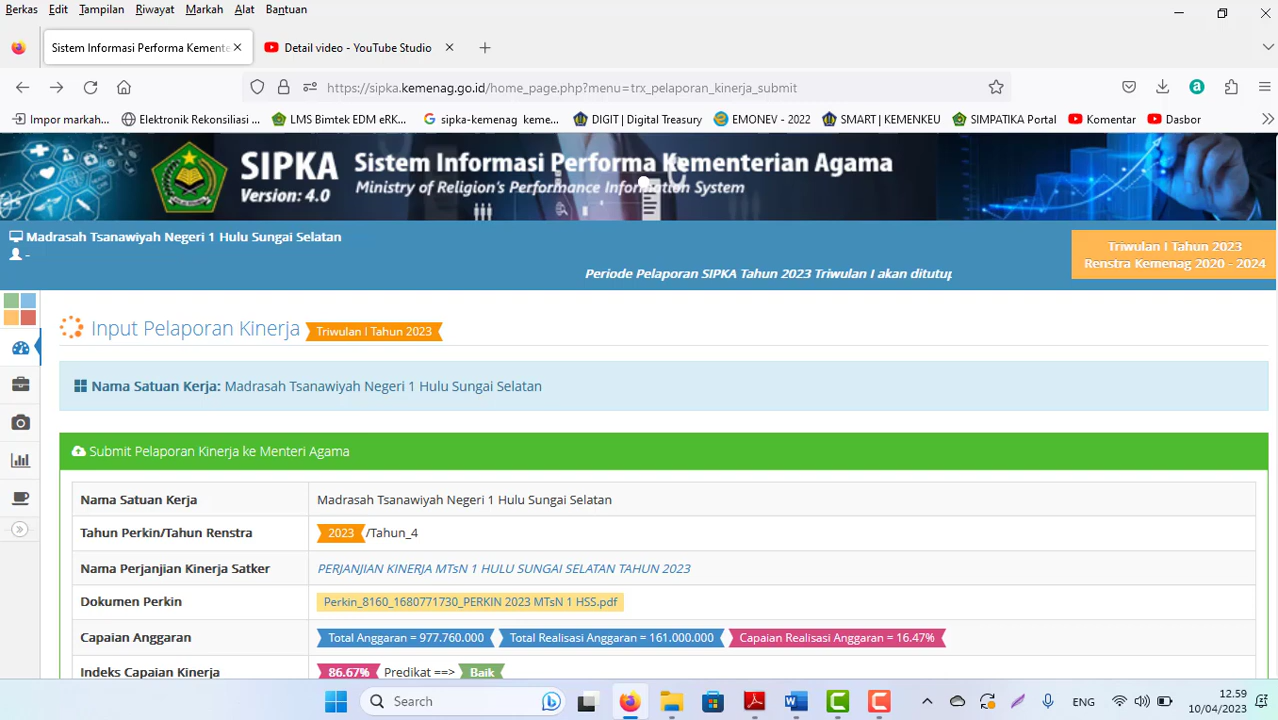 Berkas Edit Tampilan Riwayat Markah Alat Bantuan
Sistem Informasi Performa Kemente
Detail video - YouTube Studio
https://sipka.kemenag.go.id/home_page.php?menu=trx_pelaporan_kinerja_submit
Impor markah... Elektronik Rekonsiliasi ... LMS Bimtek EDM eRK... sipka-kemenag keme... DIGIT | Digital Treasury EMONEV - 2022 SMART | KEMENKEU SIMPATIKA Portal Komentar Dasbor
SIPKA Sistem Informasi Performa Kementerian Agama
Version: 4.0 Ministry of Religion's Performance Information System
Madrasah Tsanawiyah Negeri 1 Hulu Sungai Selatan
-
Triwulan I Tahun 2023
Renstra Kemenag 2020 - 2024
Periode Pelaporan SIPKA Tahun 2023 Triwulan I akan ditutup
Input Pelaporan Kinerja Triwulan I Tahun 2023
Nama Satuan Kerja: Madrasah Tsanawiyah Negeri 1 Hulu Sungai Selatan
Submit Pelaporan Kinerja ke Menteri Agama
Nama Satuan Kerja Madrasah Tsanawiyah Negeri 1 Hulu Sungai Selatan
Tahun Perkin/Tahun Renstra 2023 /Tahun_4
Nama Perjanjian Kinerja Satker PERJANJIAN KINERJA MTsN 1 HULU SUNGAI SELATAN TAHUN 2023
Dokumen Perkin Perkin_8160_1680771730_PERKIN 2023 MTsN 1 HSS.pdf
Capaian Anggaran Total Anggaran = 977.760.000 Total Realisasi Anggaran = 161.000.000 Capaian Realisasi Anggaran = 16.47%
Indeks Capaian Kinerja 86.67% Predikat ==> Baik
Search
ENG
12.59
10/04/2023